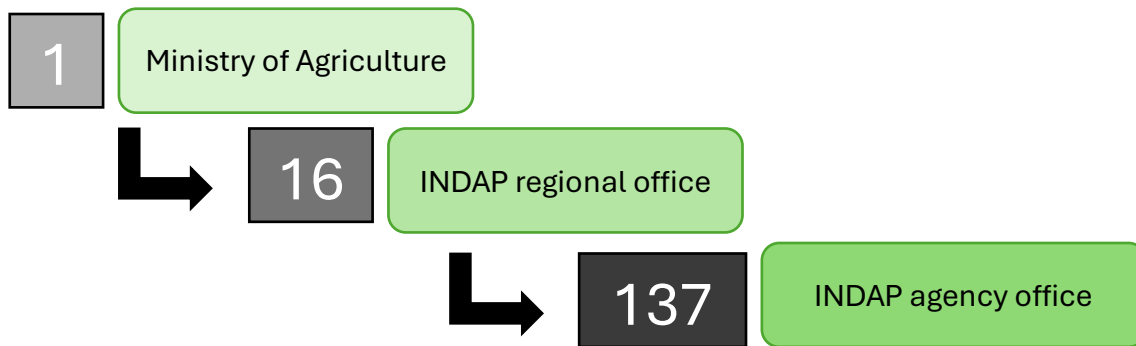 1
Ministry of Agriculture
16
INDAP regional office
137
INDAP agency office